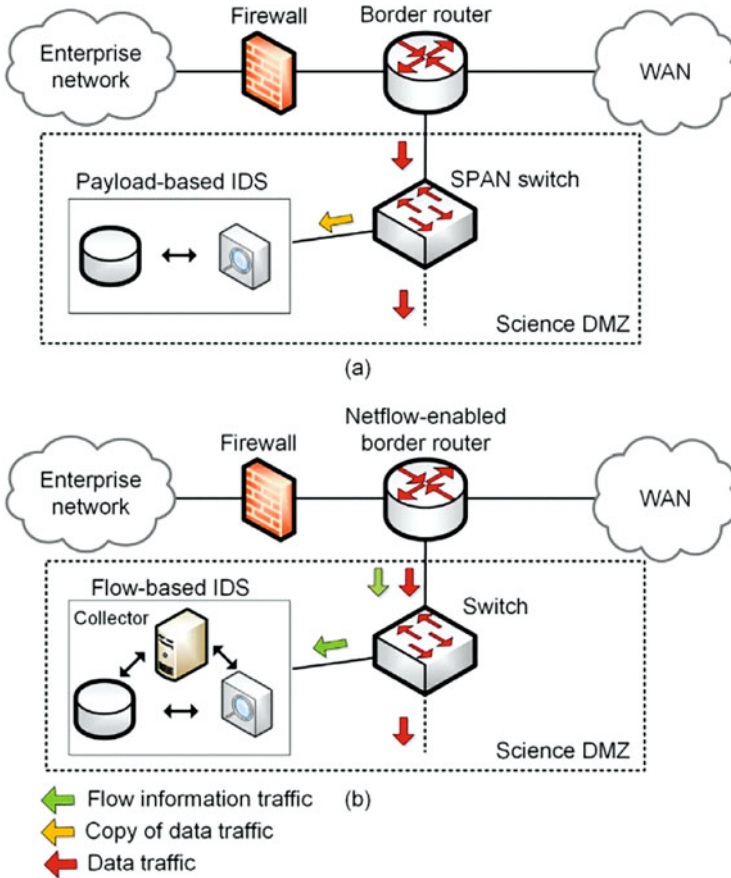 Firewall
Border router
Enterprise
network
WAN
Payload-based IDS
SPAN switch
Science DMZ
(a)
Netflow-enabled
border router
Firewall
Enterprise
network
WAN
Flow-based IDS
Collector
Switch
Science DMZ
Flow information traffic
(b)
Copy of data traffic
Data traffic